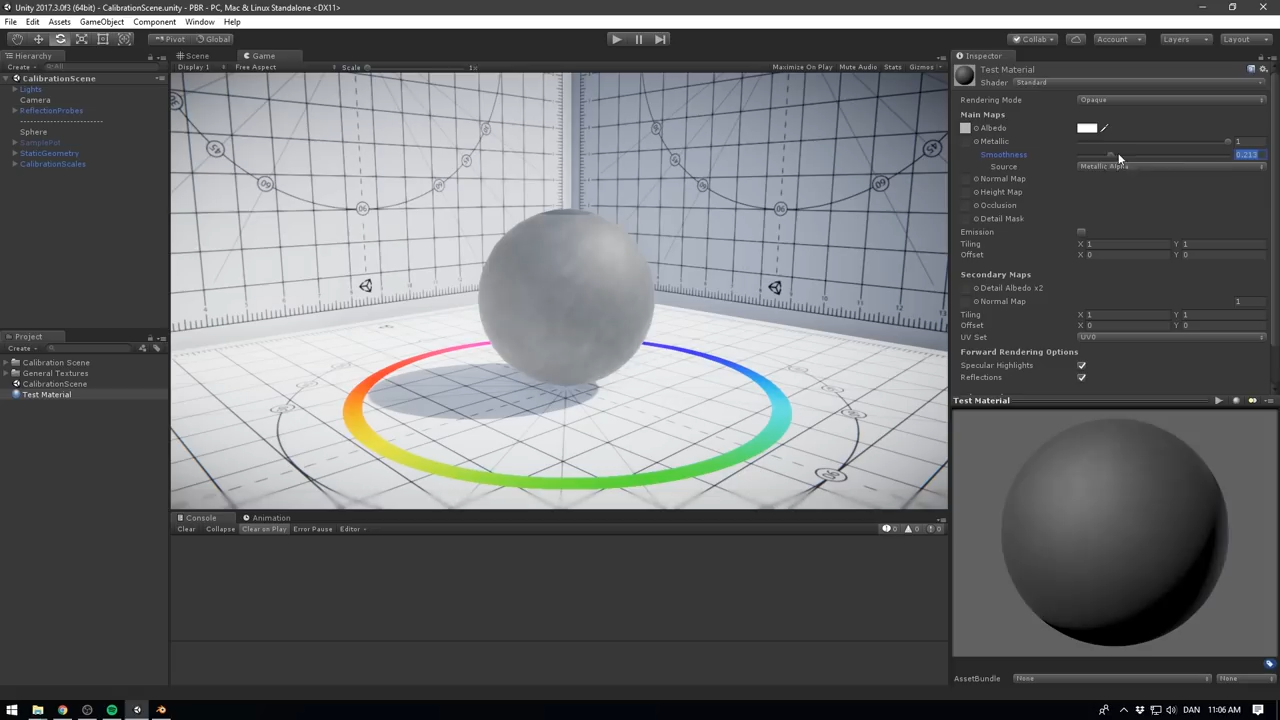 Unity 2017.3.0f3 (64bit) - CalibrationScene.unity - PBR - PC, Mac & Linux Standalone <DX11>
File Edit Assets GameObject Component Window Help
Pivot Global Collab Account Layers Layout
Hierarchy Scene Game Inspector
Create All Display 1 Free Aspect Scale 1x Maximize On Play Mute Audio Stats Gizmos
CalibrationScene
Lights
Camera
ReflectionProbes
-------------------------
Sphere
SamplePot
StaticGeometry
CalibrationScales
Test Material
Shader Standard
Rendering Mode Opaque
Main Maps
Albedo
Metallic 1
Smoothness 0.213
Source Metallic Alpha
Normal Map
Height Map
Occlusion
Detail Mask
Emission
Tiling X 1 Y 1
Offset X 0 Y 0
Secondary Maps
Detail Albedo x2
Normal Map 1
Tiling X 1 Y 1
Offset X 0 Y 0
UV Set UV0
Forward Rendering Options
Specular Highlights
Reflections
Project
Create
Calibration Scene
General Textures
CalibrationScene
Test Material
Test Material
Console Animation
Clear Collapse Clear on Play Error Pause Editor 0 0 0
AssetBundle None None
DAN 11:06 AM